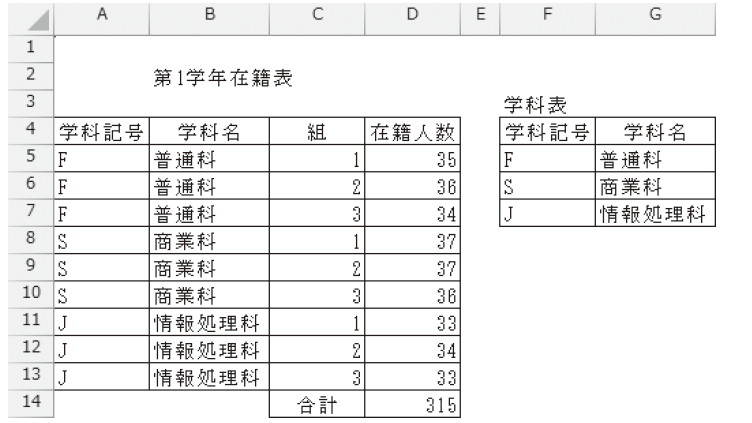 A B C D E F G
1
2 第1学年在籍表
3 学科表
4 学科記号 学科名 組 在籍人数 学科記号 学科名
5 F 普通科 1 35 F 普通科
6 F 普通科 2 36 S 商業科
7 F 普通科 3 34 J 情報処理科
8 S 商業科 1 37
9 S 商業科 2 37
10 S 商業科 3 36
11 J 情報処理科 1 33
12 J 情報処理科 2 34
13 J 情報処理科 3 33
14 合計 315